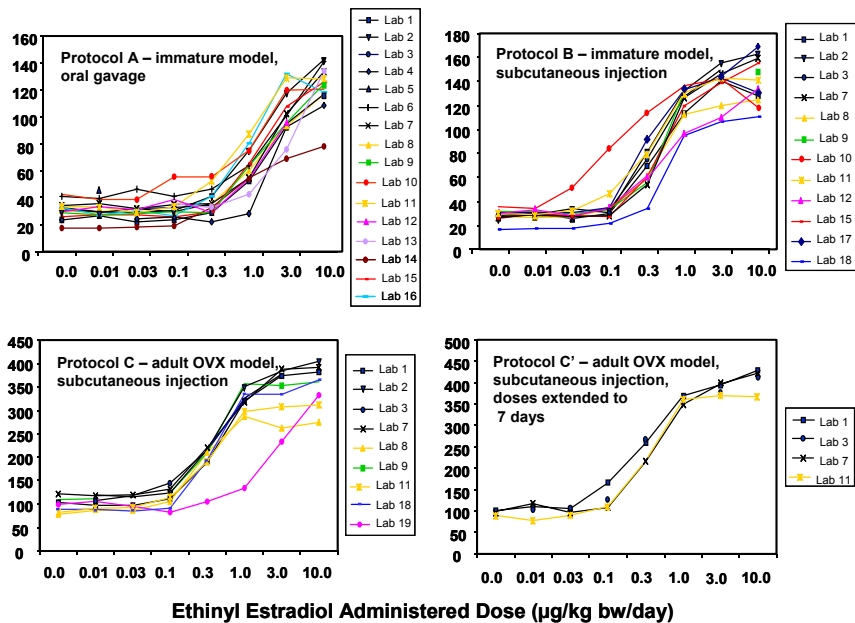 Protocol A – immature model,
oral gavage
160
140
120
100
80
60
40
20
0
0.0 0.01 0.03 0.1 0.3 1.0 3.0 10.0
Lab 1
Lab 2
Lab 3
Lab 4
Lab 5
Lab 6
Lab 7
Lab 8
Lab 9
Lab 10
Lab 11
Lab 12
Lab 13
Lab 14
Lab 15
Lab 16
Protocol B – immature model,
subcutaneous injection
180
160
140
120
100
80
60
40
20
0
0.0 0.01 0.03 0.1 0.3 1.0 3.0 10.0
Lab 1
Lab 2
Lab 3
Lab 7
Lab 8
Lab 9
Lab 10
Lab 11
Lab 12
Lab 15
Lab 17
Lab 18
Protocol C – adult OVX model,
subcutaneous injection
450
400
350
300
250
200
150
100
50
0
0.0 0.01 0.03 0.1 0.3 1.0 3.0 10.0
Lab 1
Lab 2
Lab 3
Lab 7
Lab 8
Lab 9
Lab 11
Lab 18
Lab 19
Protocol C' – adult OVX model,
subcutaneous injection,
doses extended to
7 days
500
450
400
350
300
250
200
150
100
50
0
0.0 0.01 0.03 0.1 0.3 1.0 3.0 10.0
Lab 1
Lab 3
Lab 7
Lab 11
Ethinyl Estradiol Administered Dose (µg/kg bw/day)